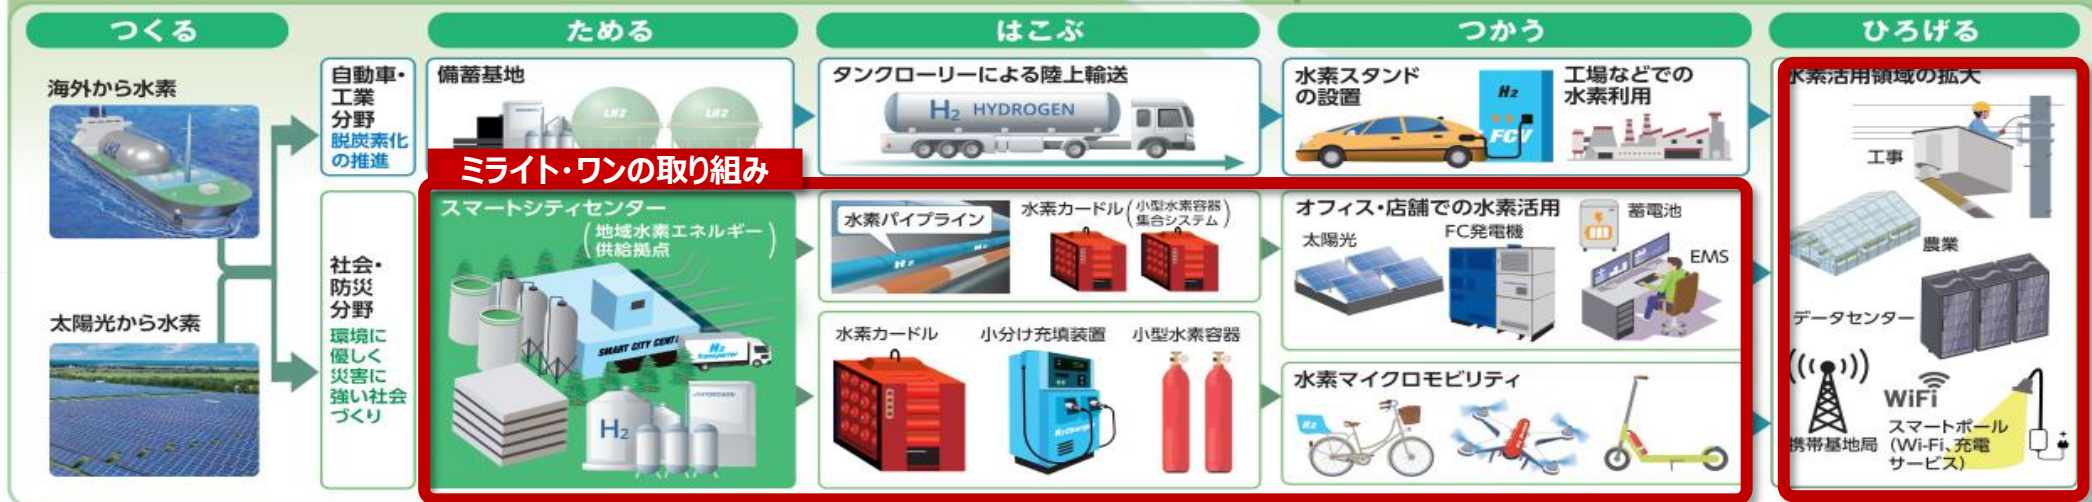 つくる
ためる
はこぶ
つかう
ひろげる
海外から水素
LH2
太陽光から水素
自動車・
工業
分野
脱炭素化
の推進
社会・
防災
分野
環境に
優しく
災害に
強い社会
づくり
備蓄基地
LH2
LH2
タンクローリーによる陸上輸送
H2 HYDROGEN
水素スタンド
の設置
H2
FCV
工場などでの
水素利用
ミライト・ワンの取り組み
スマートシティセンター
(地域水素エネルギー
供給拠点)
SMART CITY CENT
H2
Transporter
H2
HYDROGEN
水素パイプライン
H2
水素カードル(小型水素容器
集合システム)
水素カードル
小分け充填装置
小型水素容器
オフィス・店舗での水素活用
太陽光
FC発電機
蓄電池
EMS
水素マイクロモビリティ
H2
水素活用領域の拡大
工事
農業
データセンター
携帯基地局
WiFi
スマートポール
(Wi-Fi、充電
サービス)